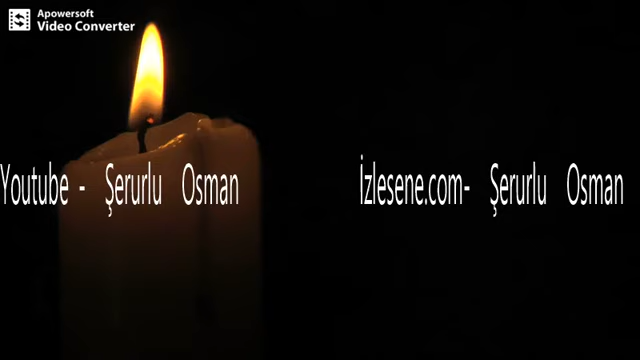 Apowersoft
Video Converter
Youtube - Şerurlu Osman
İzlesene.com- Şerurlu Osman